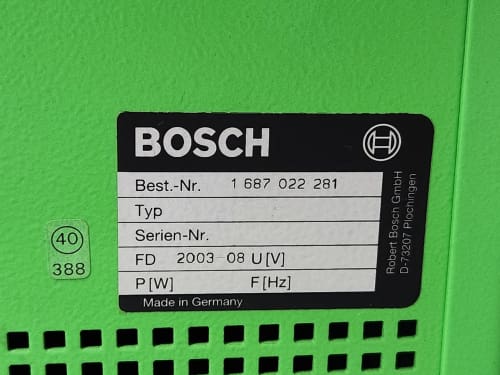 BOSCH
Best.-Nr. 1 687 022 281
Typ
Serien-Nr.
FD 2003-08 U[V]
P[W] F[Hz]
Made in Germany
Robert Bosch GmbH
D-73207 Plochingen
40
388